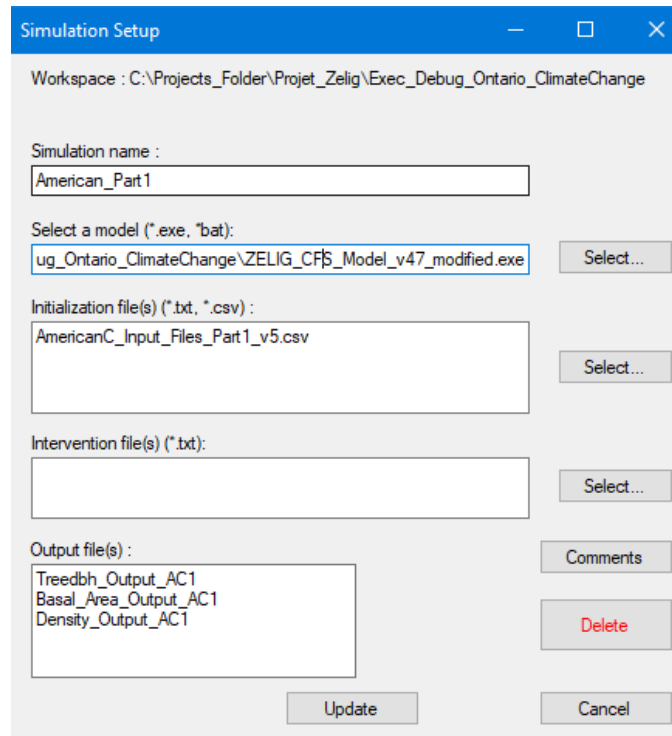 Simulation Setup
Workspace : C:\Projects_Folder\Projet_Zelig\Exec_Debug_Ontario_ClimateChange
Simulation name :
American_Part1
Select a model (*.exe, *bat):
ug_Ontario_ClimateChange\ZELIG_CFS_Model_v47_modified.exe
Select...
Initialization file(s) (*.txt, *.csv) :
AmericanC_Input_Files_Part1_v5.csv
Select...
Intervention file(s) (*.txt):
Select...
Output file(s) :
Treedbh_Output_AC1
Basal_Area_Output_AC1
Density_Output_AC1
Comments
Delete
Update
Cancel